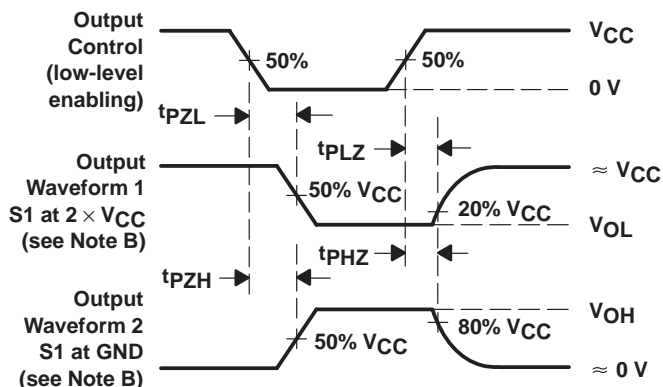 Output
Control
(low-level
enabling)
50%
50%
VCC
0 V
tPZL
tPLZ
Output
Waveform 1
S1 at 2 × VCC
(see Note B)
50% VCC
20% VCC
≈ VCC
VOL
tPZH
tPHZ
Output
Waveform 2
S1 at GND
(see Note B)
50% VCC
80% VCC
VOH
≈ 0 V